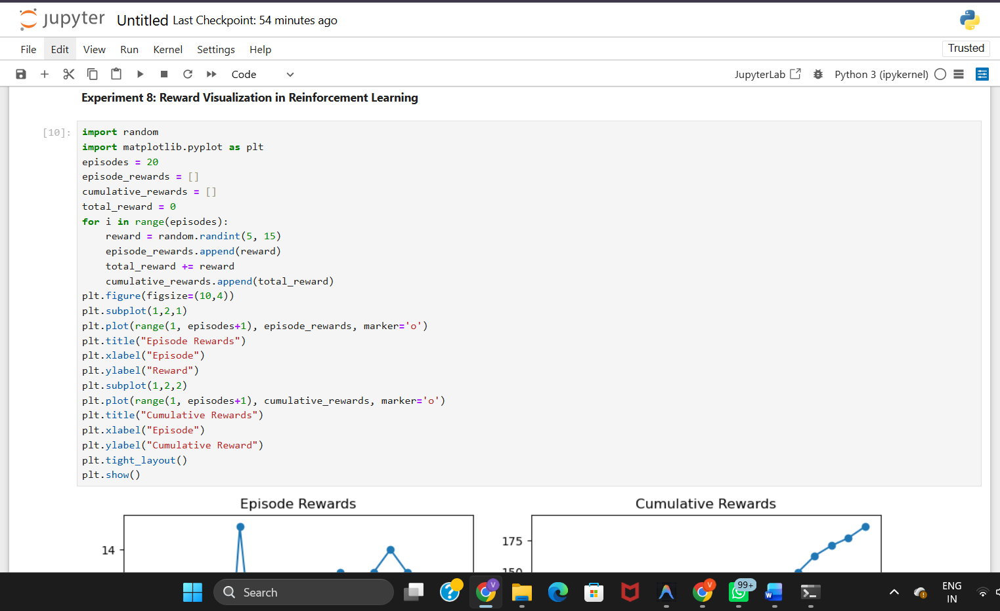 jupyter Untitled Last Checkpoint: 54 minutes ago
File Edit View Run Kernel Settings Help Trusted
Code JupyterLab Python 3 (ipykernel)
Experiment 8: Reward Visualization in Reinforcement Learning
[10]: import random
import matplotlib.pyplot as plt
episodes = 20
episode_rewards = []
cumulative_rewards = []
total_reward = 0
for i in range(episodes):
    reward = random.randint(5, 15)
    episode_rewards.append(reward)
    total_reward += reward
    cumulative_rewards.append(total_reward)
plt.figure(figsize=(10,4))
plt.subplot(1,2,1)
plt.plot(range(1, episodes+1), episode_rewards, marker='o')
plt.title("Episode Rewards")
plt.xlabel("Episode")
plt.ylabel("Reward")
plt.subplot(1,2,2)
plt.plot(range(1, episodes+1), cumulative_rewards, marker='o')
plt.title("Cumulative Rewards")
plt.xlabel("Episode")
plt.ylabel("Cumulative Reward")
plt.tight_layout()
plt.show()
Episode Rewards Cumulative Rewards
14 175
150
Search V V 99+ W ENG
IN